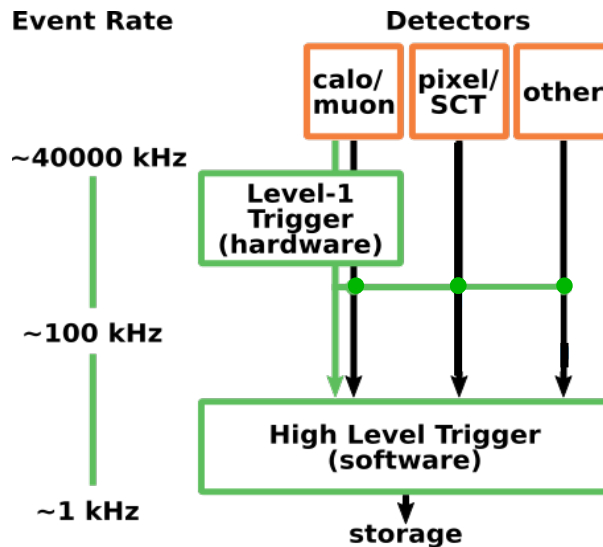 Event Rate
Detectors
calo/
muon
pixel/
SCT
other
~40000 kHz
Level-1
Trigger
(hardware)
~100 kHz
High Level Trigger
(software)
~1 kHz
storage